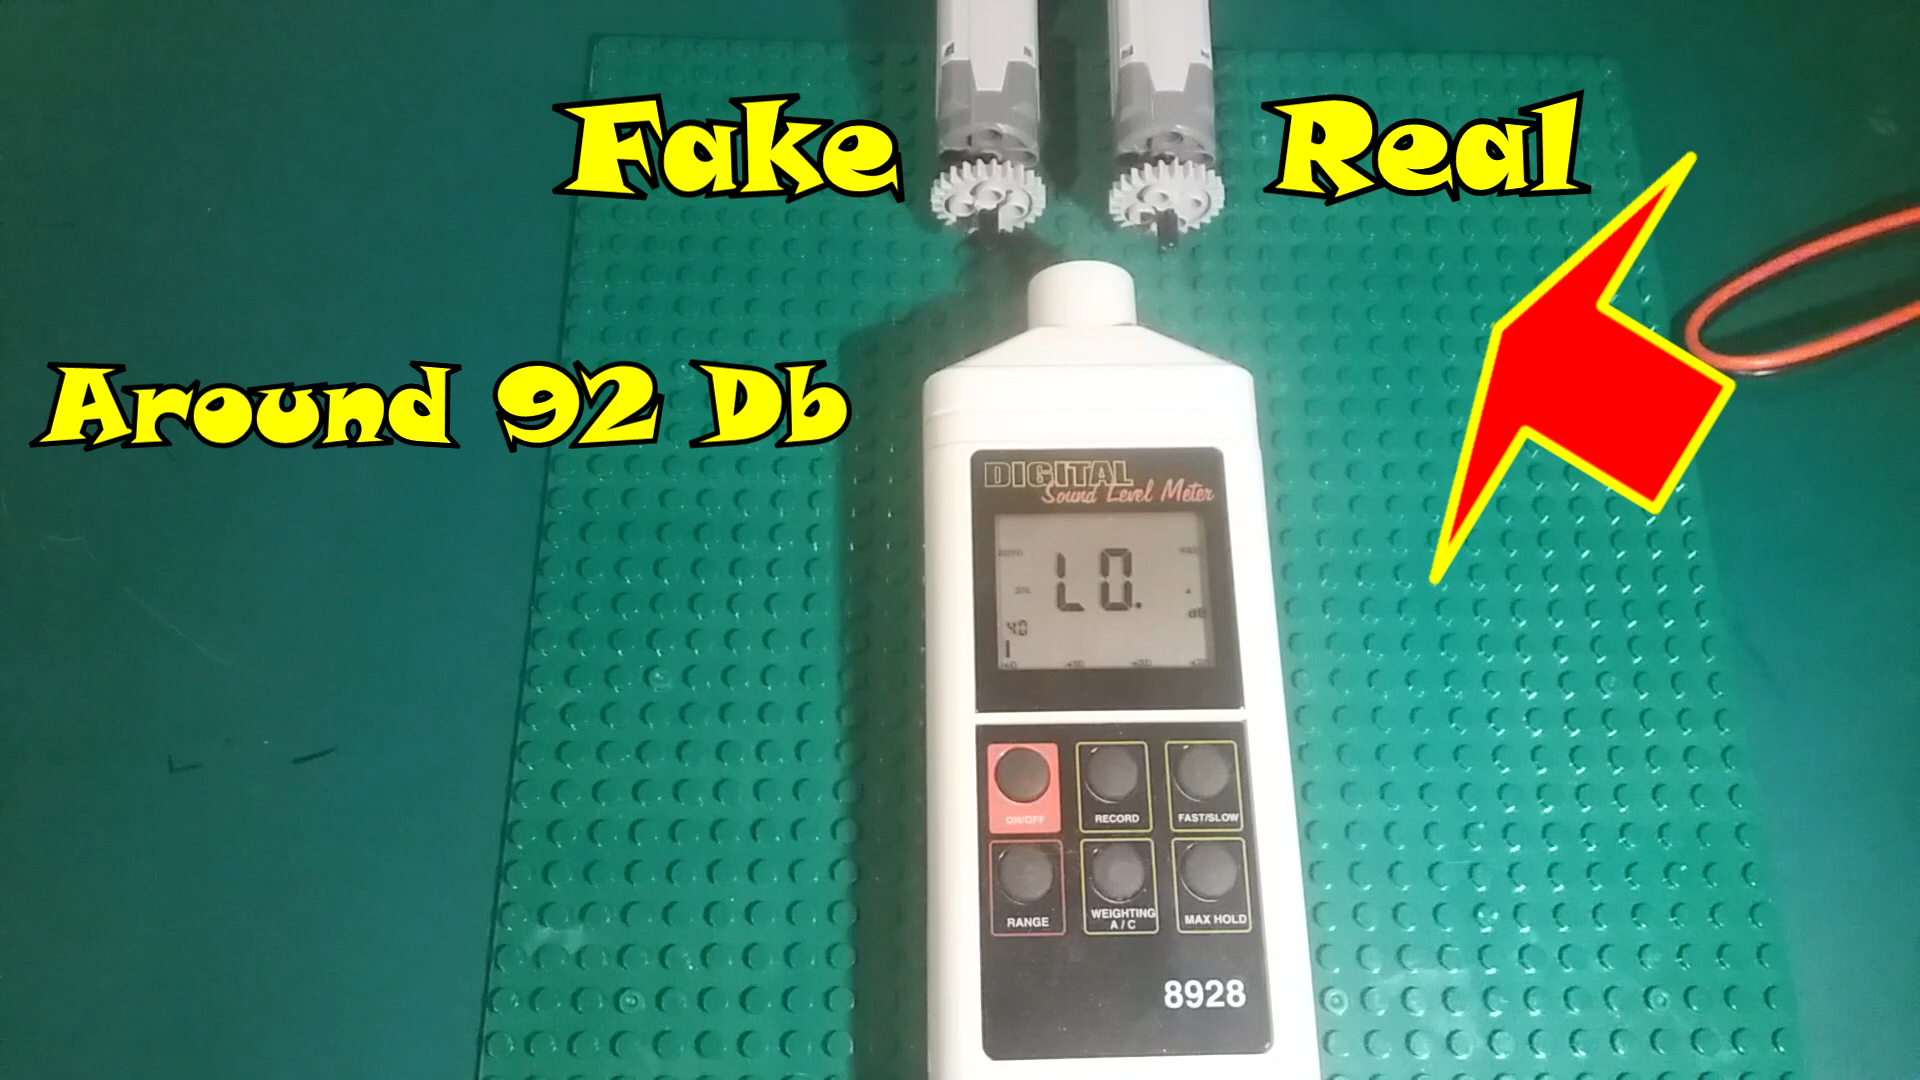 Fake
Real
Around 92 Db
DIGITAL
Sound Level Meter
LO.
dB
40
ON/OFF
RECORD
FAST/SLOW
RANGE
WEIGHTING
A / C
MAX HOLD
8928